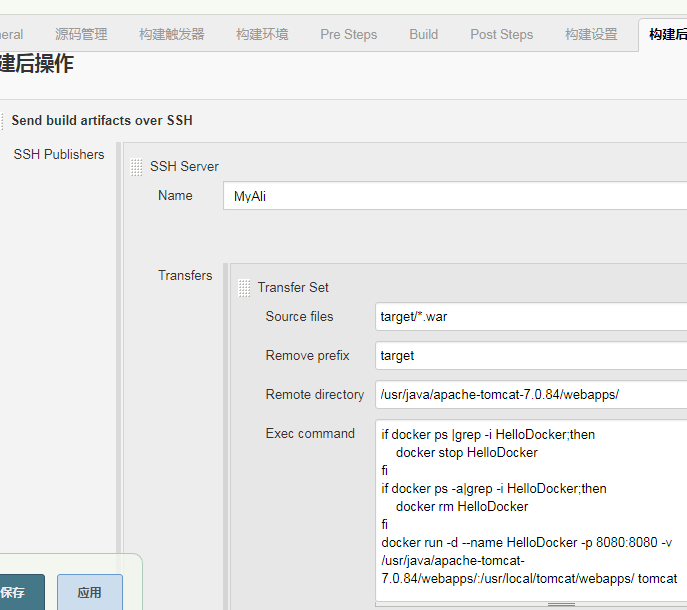 eral 源码管理 构建触发器 构建环境 Pre Steps Build Post Steps 构建设置 构建后
建后操作
Send build artifacts over SSH
SSH Publishers
SSH Server
Name MyAli
Transfers
Transfer Set
Source files target/*.war
Remove prefix target
Remote directory /usr/java/apache-tomcat-7.0.84/webapps/
Exec command
if docker ps |grep -i HelloDocker;then
docker stop HelloDocker
fi
if docker ps -a|grep -i HelloDocker;then
docker rm HelloDocker
fi
docker run -d --name HelloDocker -p 8080:8080 -v
/usr/java/apache-tomcat-
7.0.84/webapps/:/usr/local/tomcat/webapps/ tomcat
保存 应用